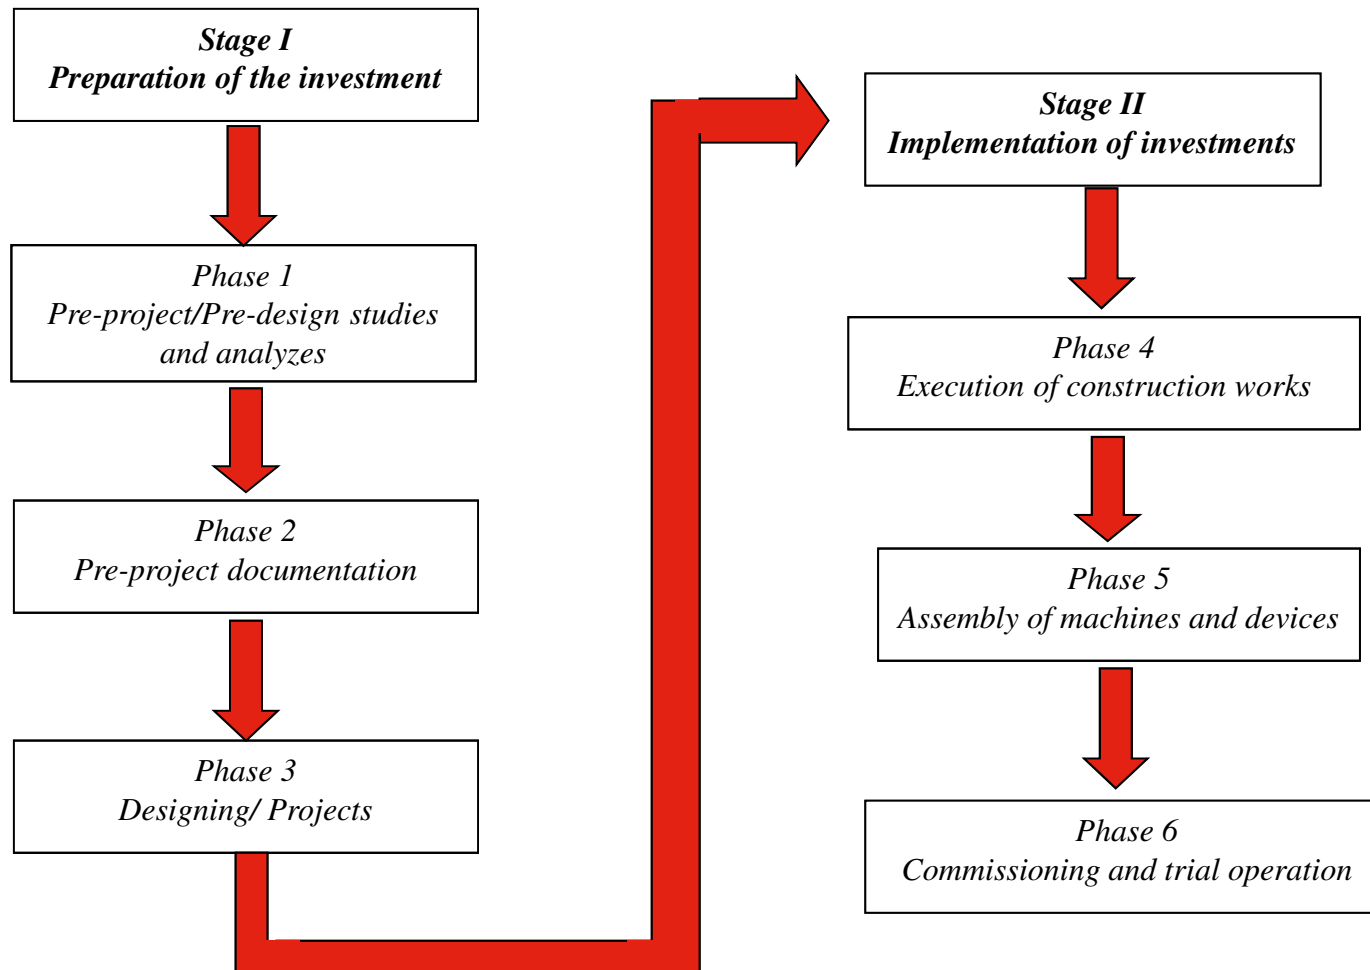 Stage I
Preparation of the investment
Phase 1
Pre-project/Pre-design studies
and analyzes
Phase 2
Pre-project documentation
Phase 3
Designing/ Projects
Stage II
Implementation of investments
Phase 4
Execution of construction works
Phase 5
Assembly of machines and devices
Phase 6
Commissioning and trial operation